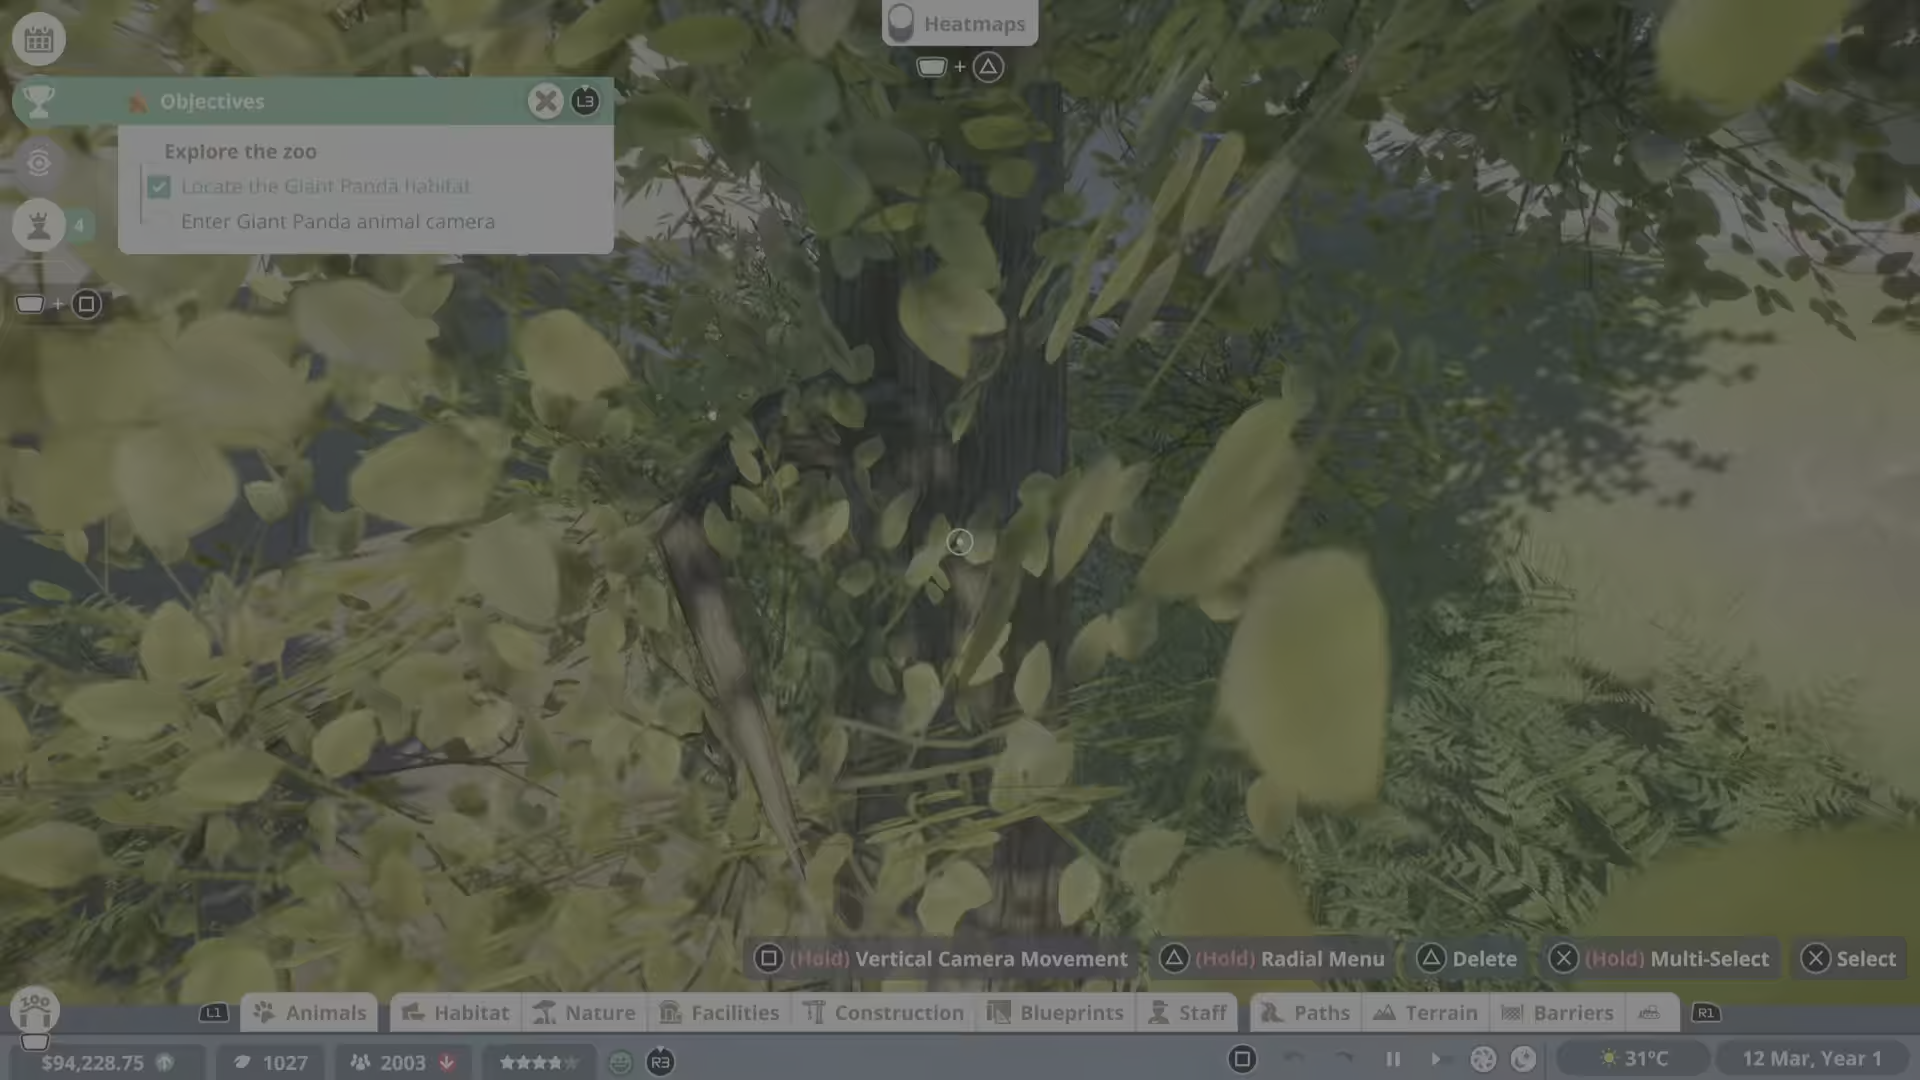 Heatmaps
+
Objectives
L3
Explore the zoo
Locate the Giant Panda habitat
Enter Giant Panda animal camera
4
+
(Hold) Vertical Camera Movement
(Hold) Radial Menu
Delete
(Hold) Multi-Select
Select
ZOO
L1
Animals
Habitat
Nature
Facilities
Construction
Blueprints
Staff
Paths
Terrain
Barriers
R1
$94,228.75
1027
2003
R3
31°C
12 Mar, Year 1